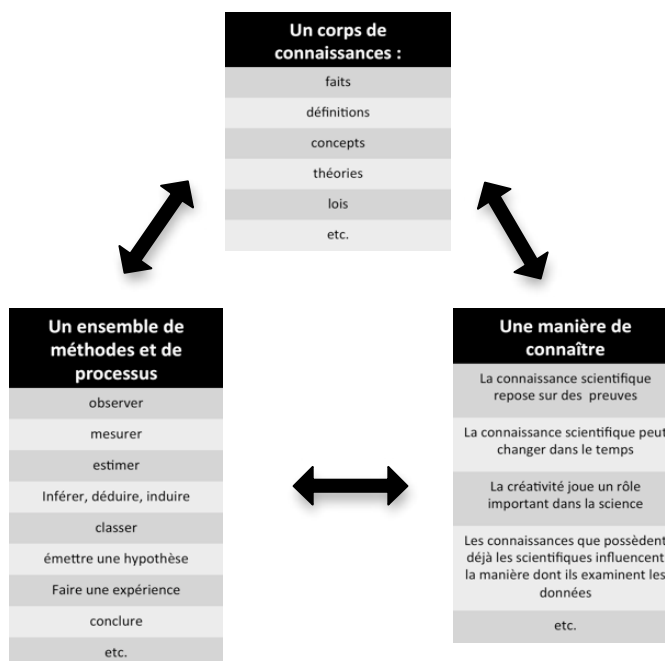 Un corps de
connaissances :
faits
définitions
concepts
théories
lois
etc.
Un ensemble de
méthodes et de
processus
observer
mesurer
estimer
Inférer, déduire, induire
classer
émettre une hypothèse
Faire une expérience
conclure
etc.
Une manière de
connaître
La connaissance scientifique
repose sur des preuves
La connaissance scientifique peut
changer dans le temps
La créativité joue un rôle
important dans la science
Les connaissances que possèdent
déjà les scientifiques influencent
la manière dont ils examinent les
données
etc.